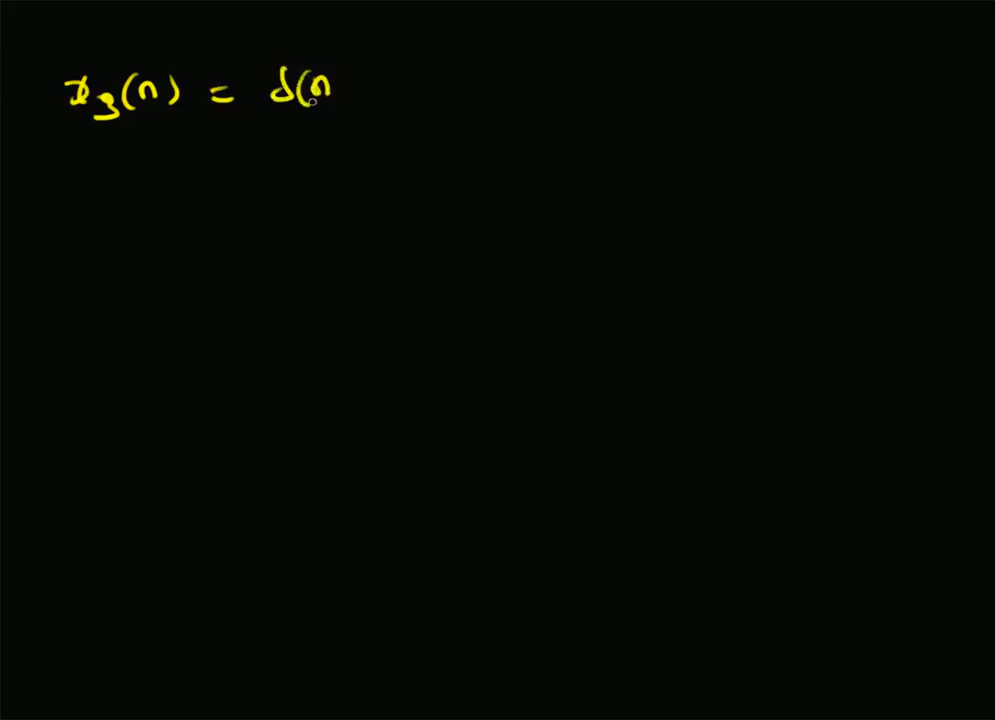 x₃(n) = δ(n